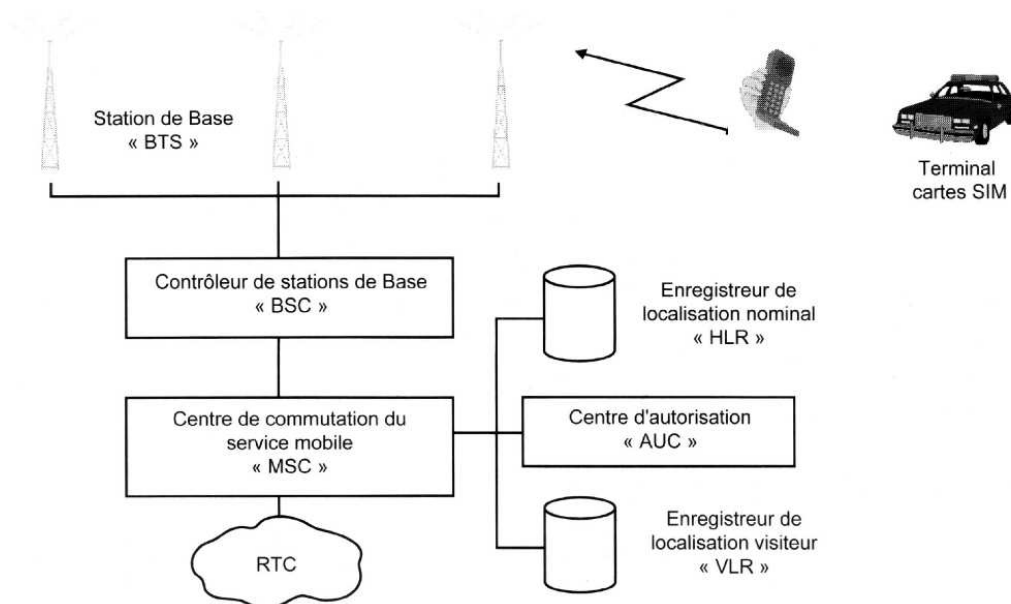 Station de Base
« BTS »
Terminal
cartes SIM
Contrôleur de stations de Base
« BSC »
Enregistreur de
localisation nominal
« HLR »
Centre de commutation du
service mobile
« MSC »
Centre d'autorisation
« AUC »
Enregistreur de
localisation visiteur
« VLR »
RTC